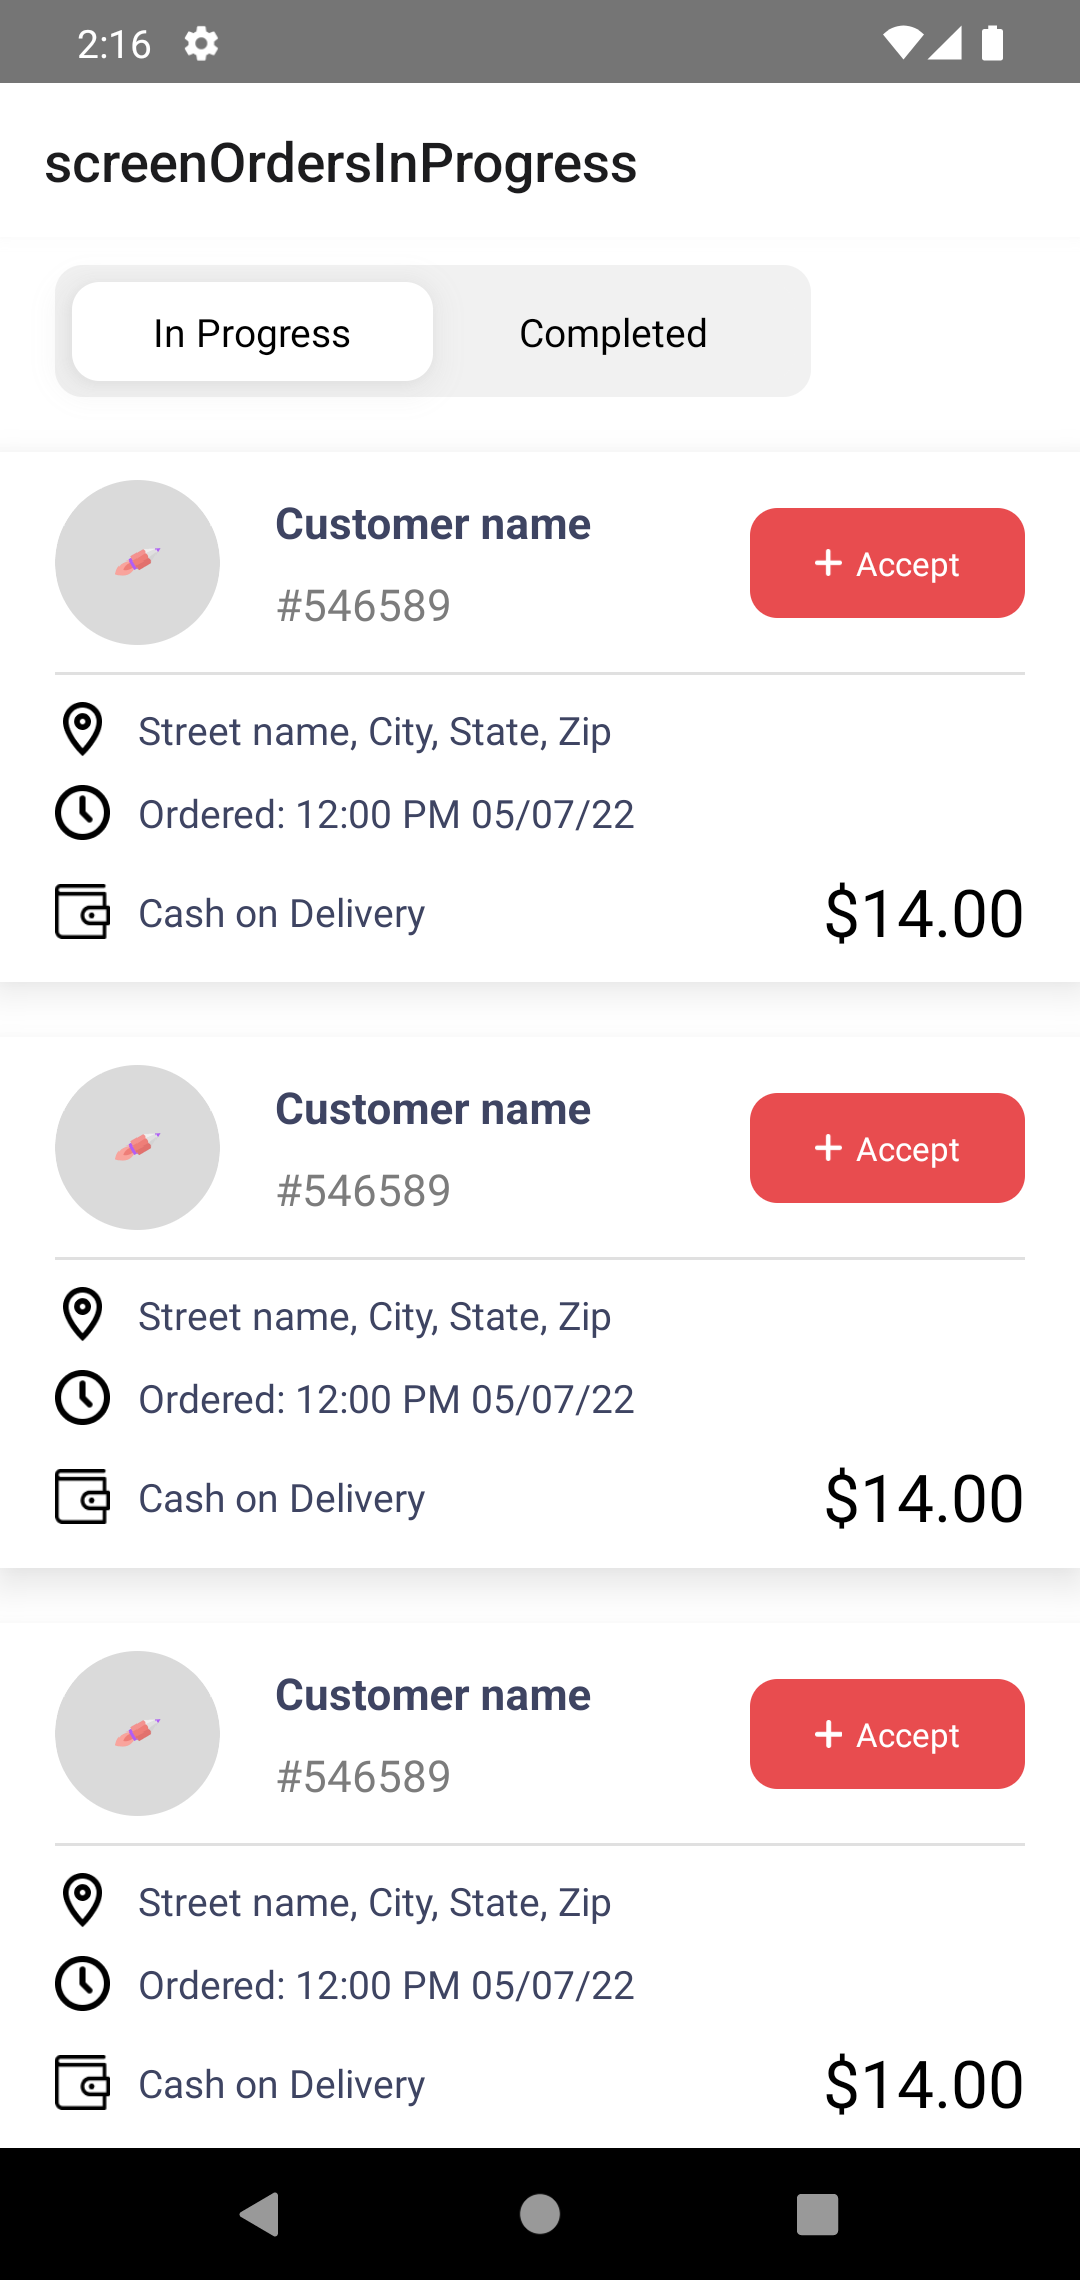 2:16
screenOrdersInProgress
In Progress Completed
Customer name
#546589
+ Accept
Street name, City, State, Zip
Ordered: 12:00 PM 05/07/22
Cash on Delivery $14.00
Customer name
#546589
+ Accept
Street name, City, State, Zip
Ordered: 12:00 PM 05/07/22
Cash on Delivery $14.00
Customer name
#546589
+ Accept
Street name, City, State, Zip
Ordered: 12:00 PM 05/07/22
Cash on Delivery $14.00